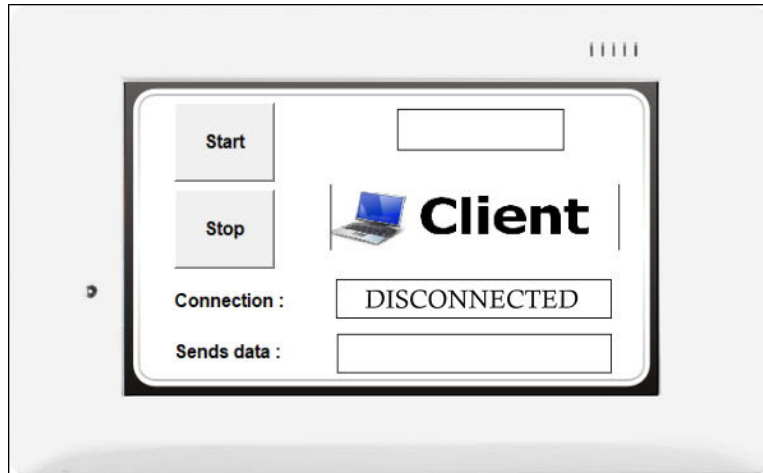 Start
Stop
Client
Connection :
DISCONNECTED
Sends data :